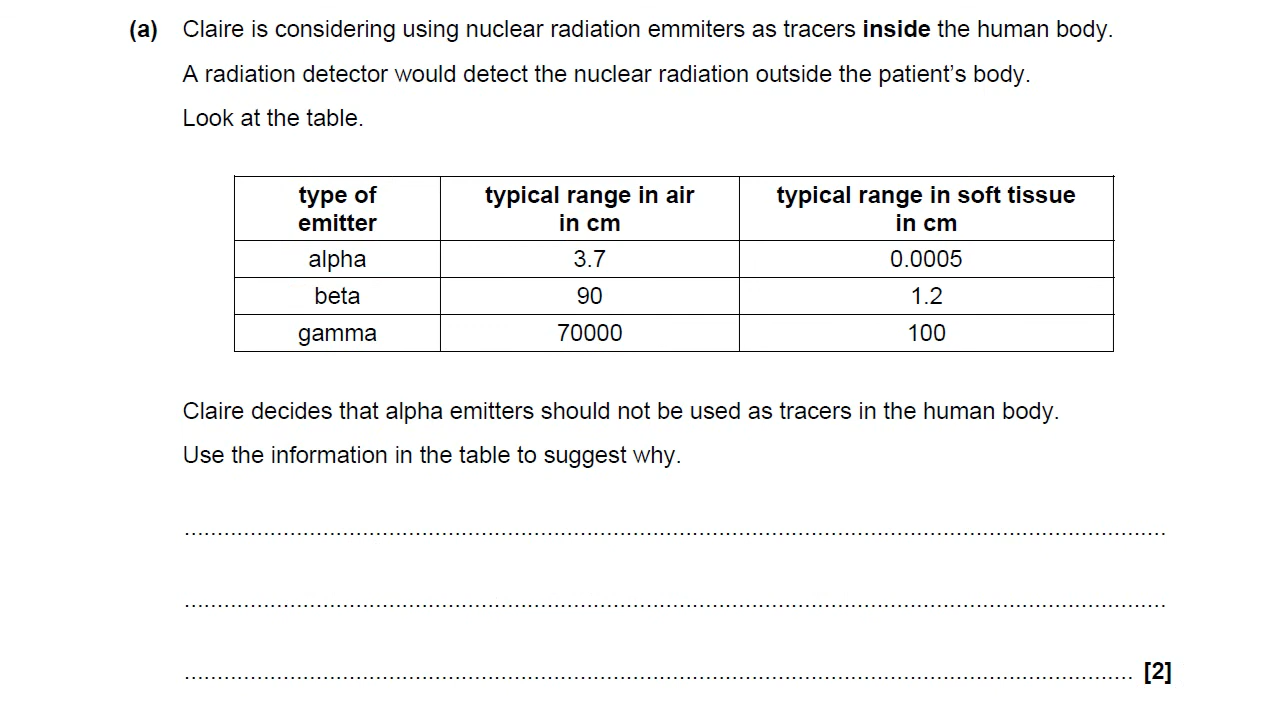 (a) Claire is considering using nuclear radiation emmiters as tracers inside the human body.
A radiation detector would detect the nuclear radiation outside the patient's body.
Look at the table.
type of emitter typical range in air in cm typical range in soft tissue in cm
alpha 3.7 0.0005
beta 90 1.2
gamma 70000 100
Claire decides that alpha emitters should not be used as tracers in the human body.
Use the information in the table to suggest why.
[2]